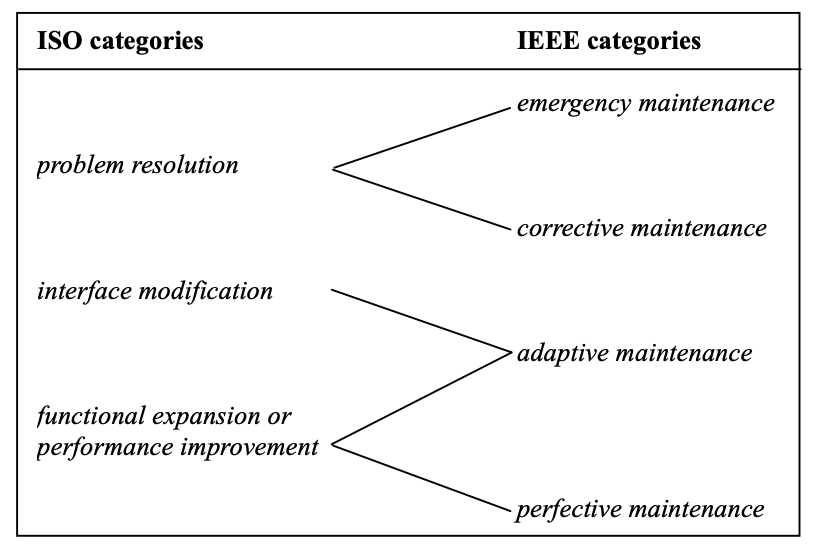 ISO categories
IEEE categories
emergency maintenance
problem resolution
corrective maintenance
interface modification
adaptive maintenance
functional expansion or
performance improvement
perfective maintenance